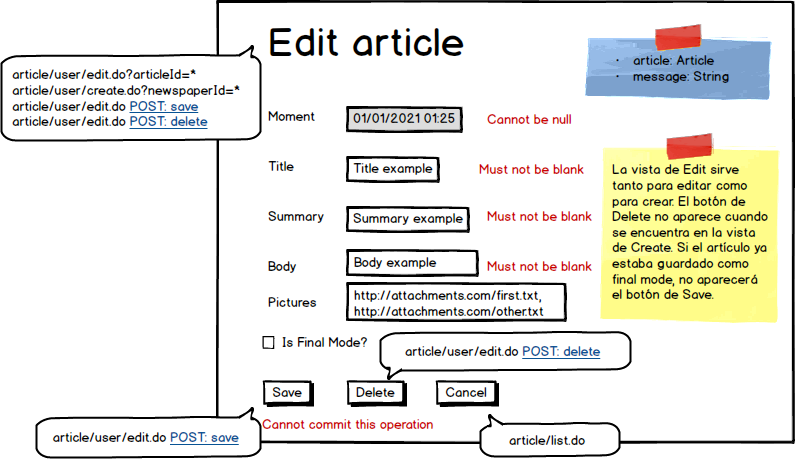 Edit article
article/user/edit.do?articleId=*
article/user/create.do?newspaperId=*
article/user/edit.do POST: save
article/user/edit.do POST: delete
• article: Article
• message: String
Moment
01/01/2021 01:25
Cannot be null
Title
Title example
Must not be blank
Summary
Summary example
Must not be blank
Body
Body example
Must not be blank
Pictures
http://attachments.com/first.txt,
http://attachments.com/other.txt
La vista de Edit sirve
tanto para editar como
para crear. El botón de
Delete no aparece cuando
se encuentra en la vista
de Create. Si el artículo ya
estaba guardado como
final mode, no aparecerá
el botón de Save.
Is Final Mode?
article/user/edit.do POST: delete
Save
Delete
Cancel
Cannot commit this operation
article/user/edit.do POST: save
article/list.do